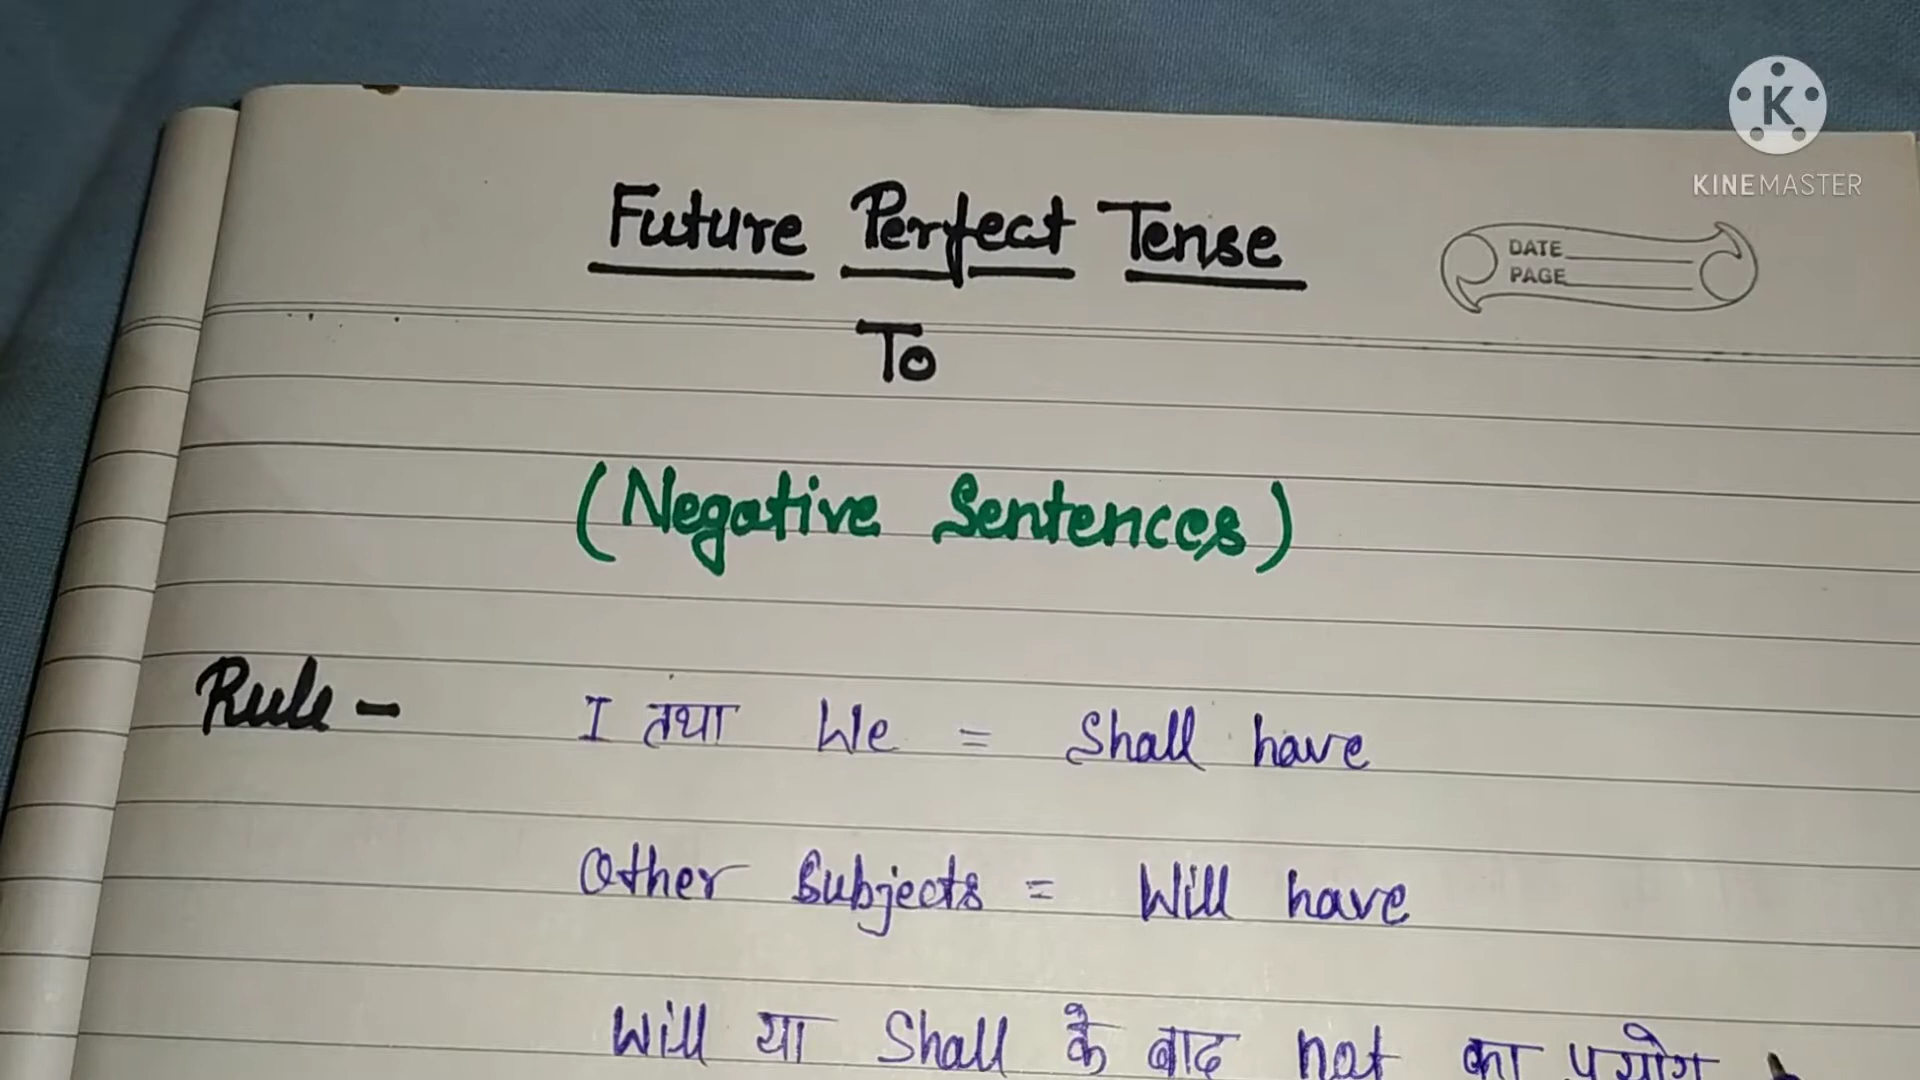 K
KINEMASTER
Future Perfect Tense
DATE
PAGE
To
(Negative Sentences)
Rule - I तथा We = Shall have
Other Subjects = Will have
Will या Shall के बाद not का प्रयोग